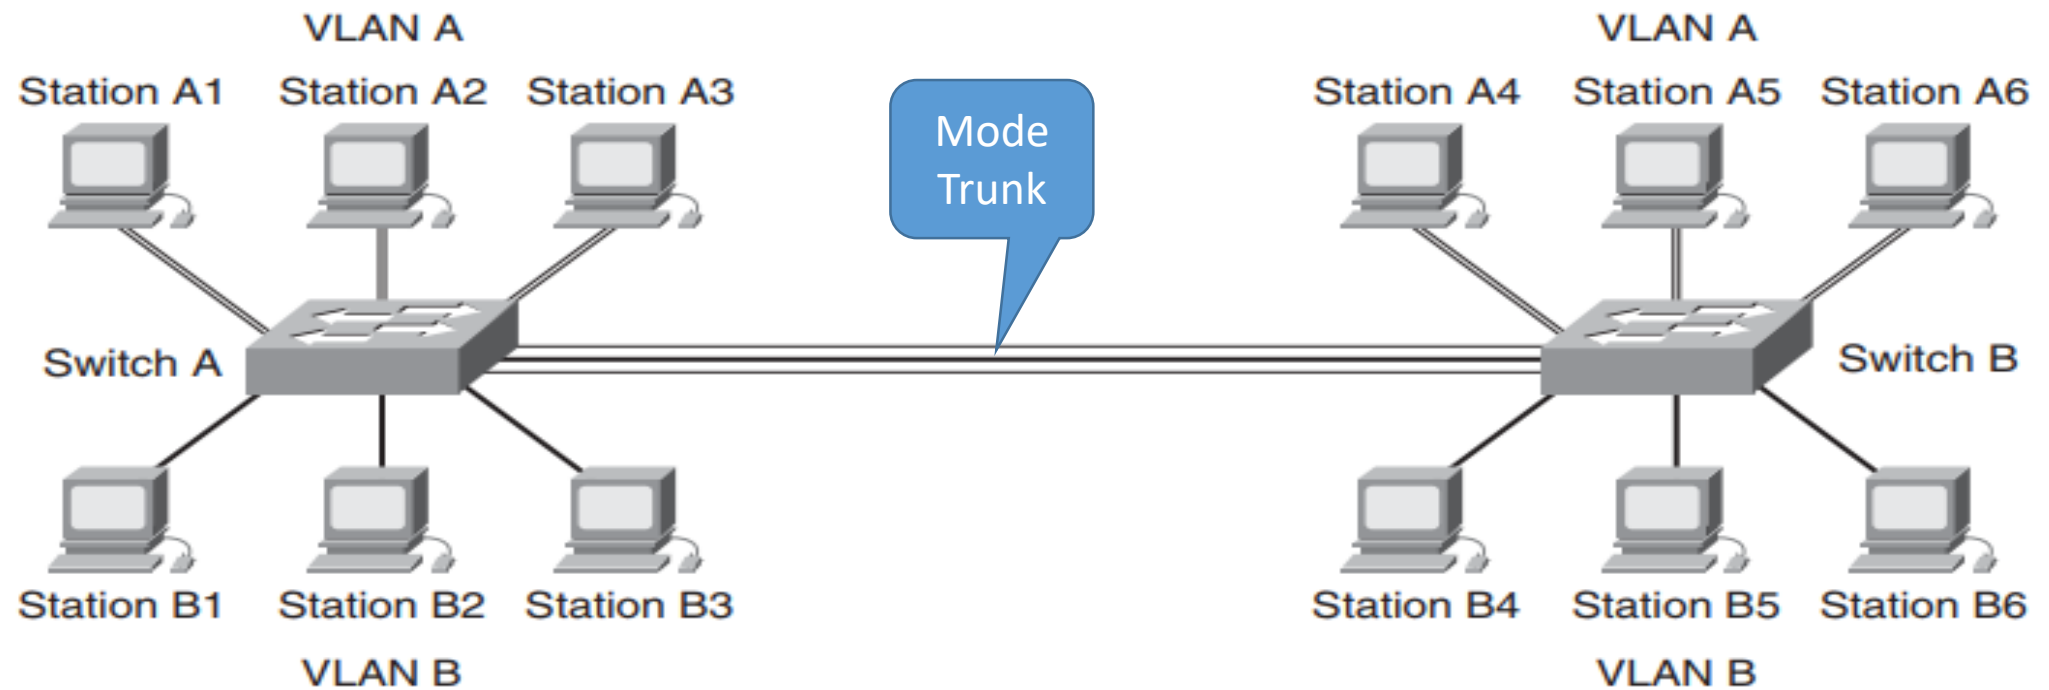 VLAN A
VLAN A
Station A1 Station A2 Station A3
Station A4 Station A5 Station A6
Mode
Trunk
Switch A
Switch B
Station B1 Station B2 Station B3
Station B4 Station B5 Station B6
VLAN B
VLAN B